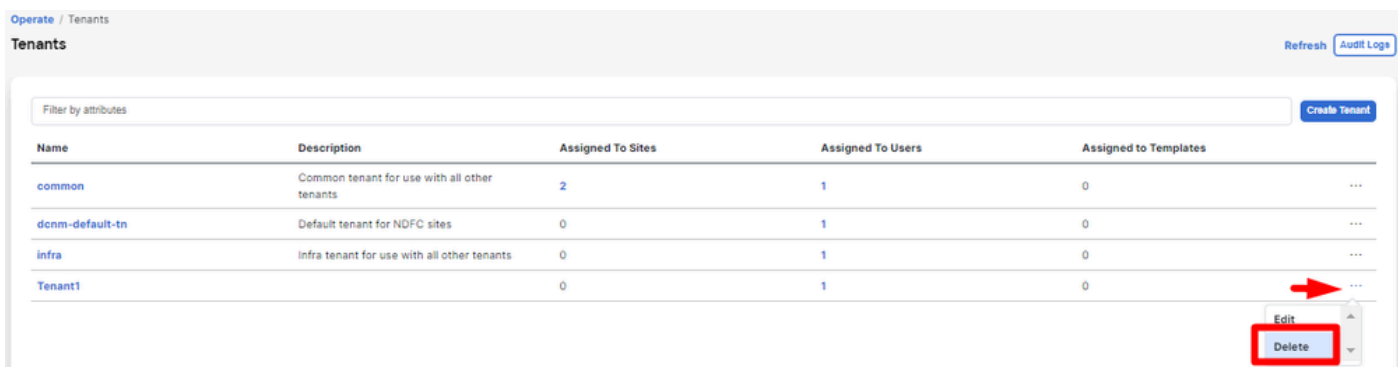 Operate / Tenants
Tenants
Refresh Audit Logs
Filter by attributes
Create Tenant
Name Description Assigned To Sites Assigned To Users Assigned to Templates
common Common tenant for use with all other tenants 2 1 0 ...
dcnm-default-tn Default tenant for NDFC sites 0 1 0 ...
infra Infra tenant for use with all other tenants 0 1 0 ...
Tenant1 0 1 0 ...
Edit
Delete